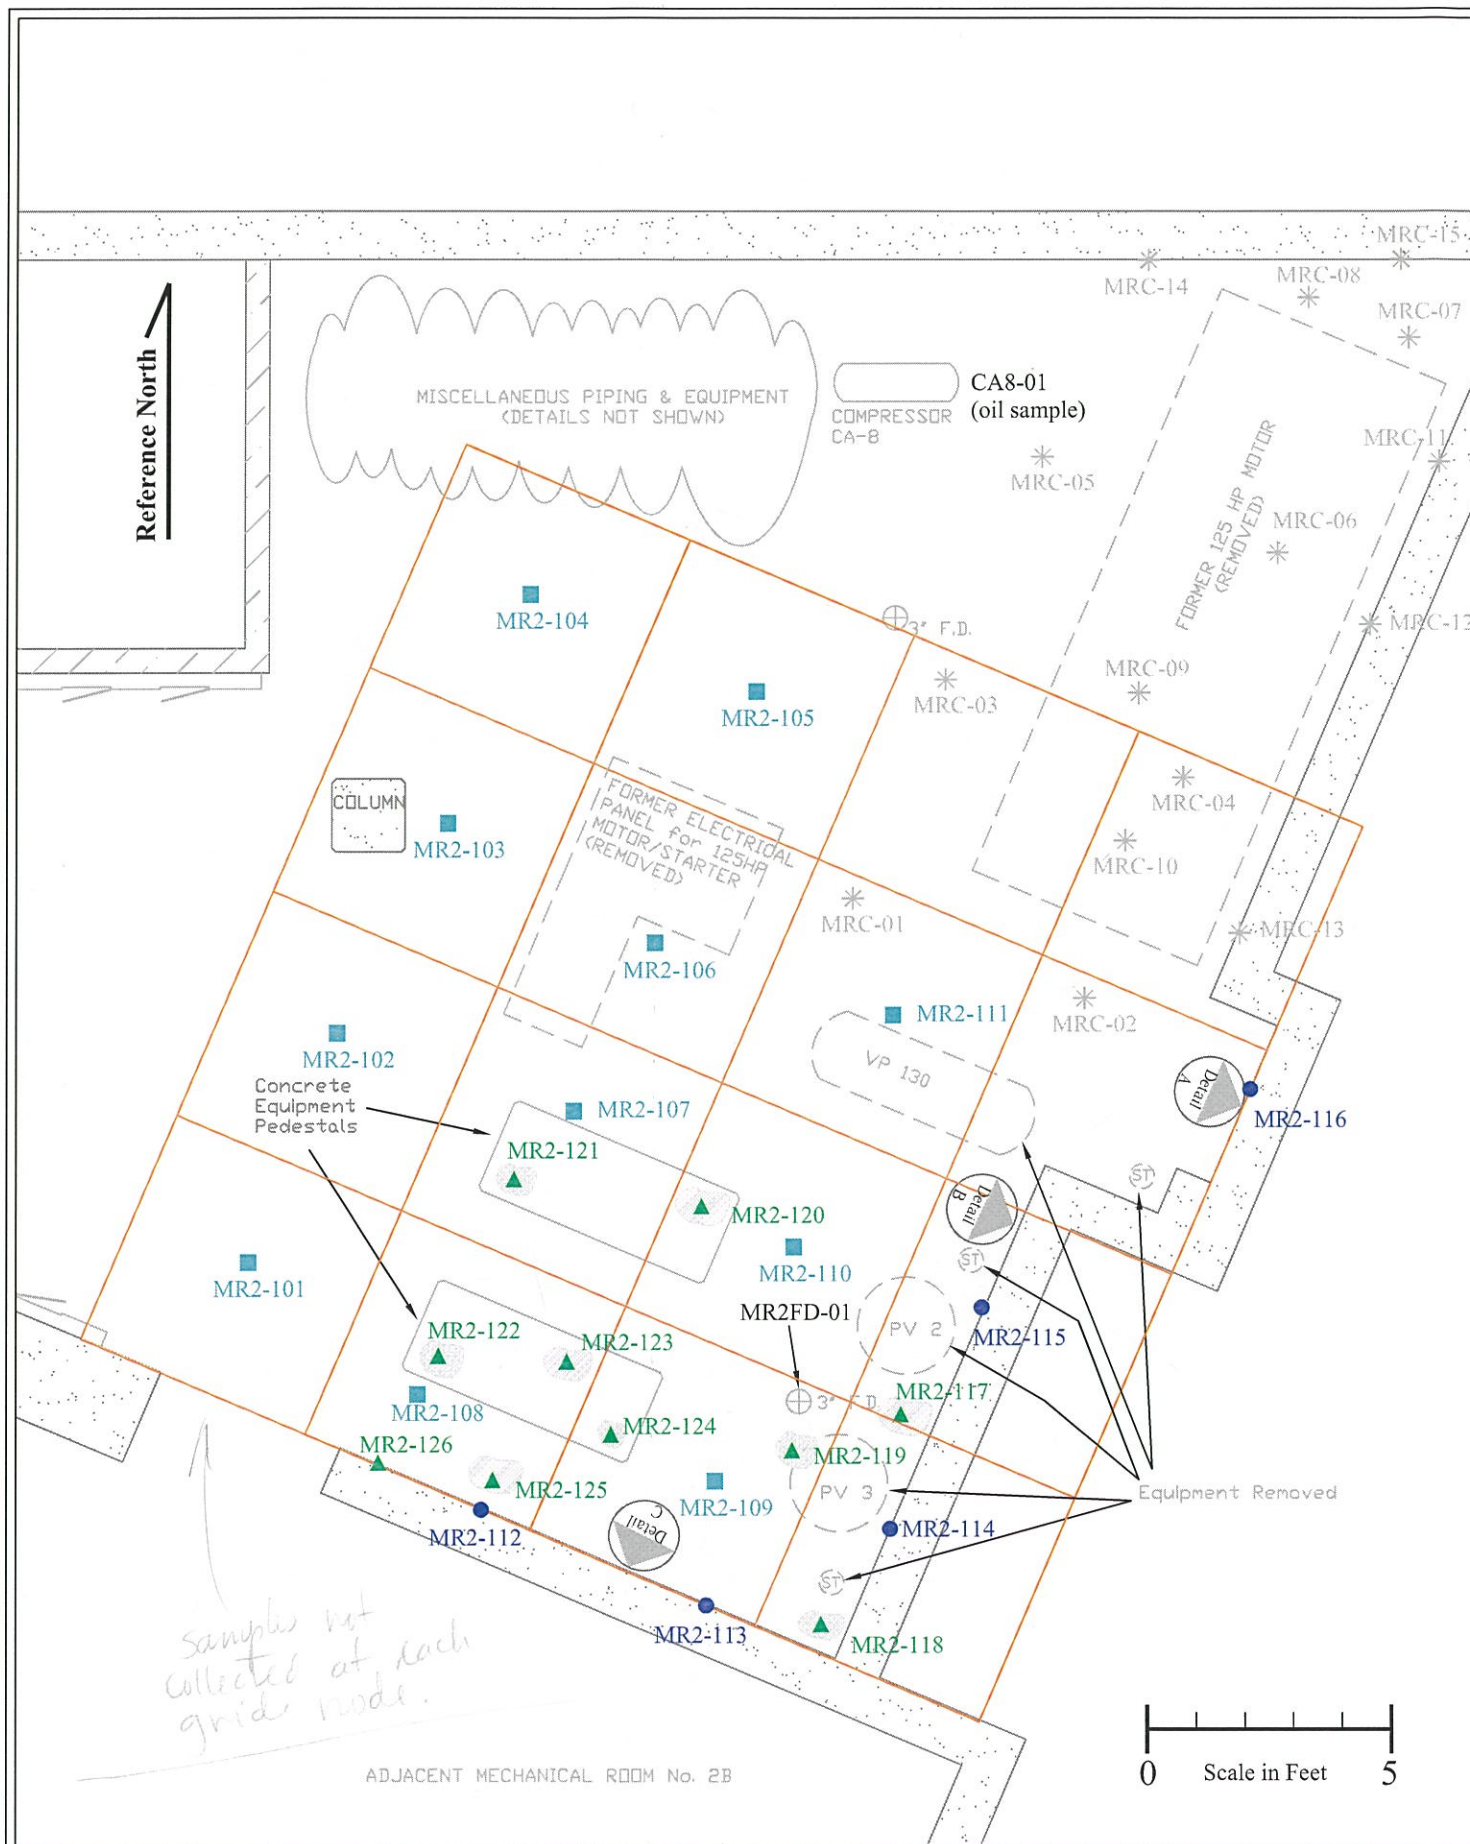 MRC-15
MRC-14
MRC-08
MRC-07
Reference North
MISCELLANEOUS PIPING & EQUIPMENT
(DETAILS NOT SHOWN)
COMPRESSOR
CA-8
CA8-01
(oil sample)
MRC-05
FORMER 125 HP MOTOR
(REMOVED)
MRC-11
MRC-06
MR2-104
3" F.D.
MRC-12
MRC-09
MR2-105
MRC-03
COLUMN
MR2-103
FORMER ELECTRICAL
PANEL for 125HP
MOTOR/STARTER
(REMOVED)
MRC-04
MRC-10
MRC-01
MRC-13
MR2-106
MR2-111
MRC-02
MR2-102
VP 130
Detail
A
MR2-116
Concrete
Equipment
Pedestals
MR2-107
MR2-121
ST
Detail
B
MR2-120
MR2-110
ST
MR2-101
MR2FD-01
PV 2
MR2-115
MR2-122
MR2-123
MR2-117
3" F.D.
MR2-108
MR2-124
MR2-126
MR2-119
MR2-125
MR2-109
PV 3
Equipment Removed
MR2-112
Detail
C
MR2-114
ST
MR2-113
MR2-118
samples not
collected at each
grid node.
ADJACENT MECHANICAL ROOM No. 2B
0 Scale in Feet 5